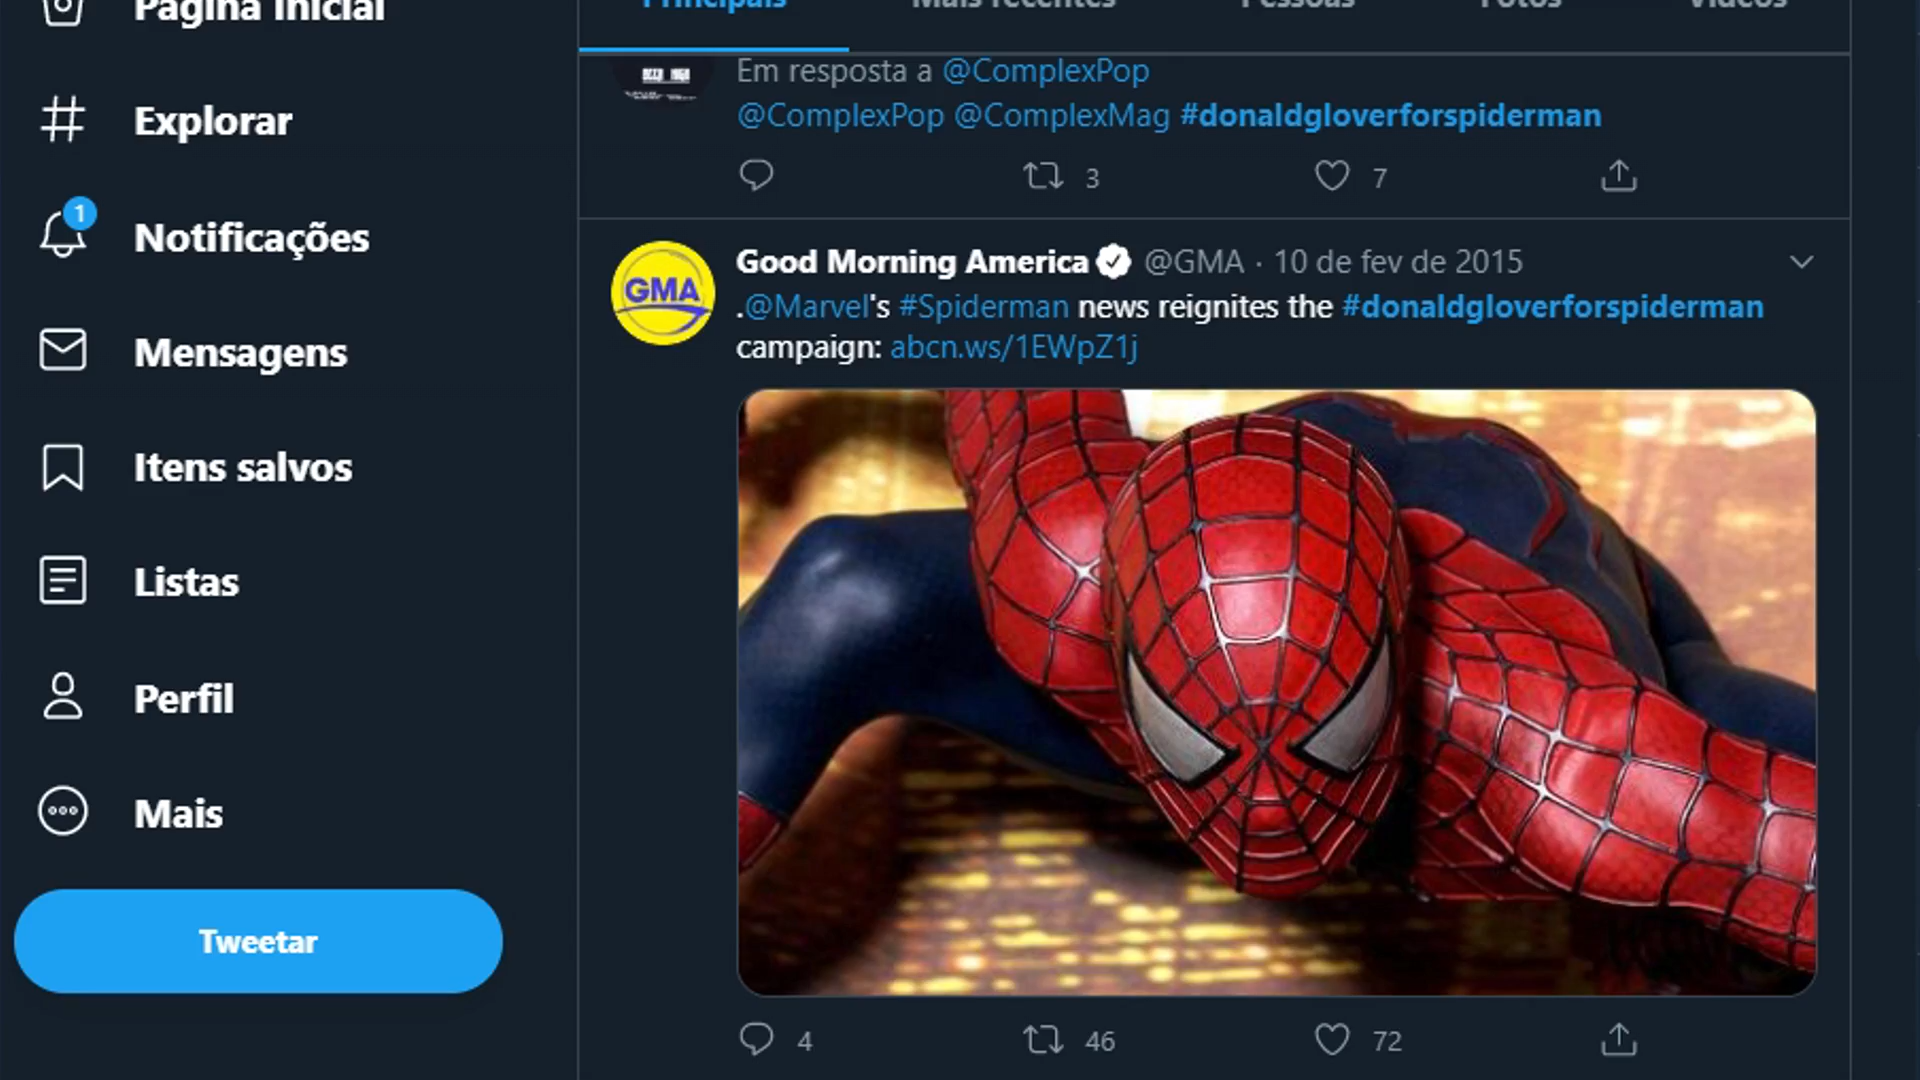 Página Inicial
Explorar
1
Notificações
Mensagens
Itens salvos
Listas
Perfil
Mais
Tweetar
Principais Mais recentes Pessoas Fotos Vídeos
Em resposta a @ComplexPop
@ComplexPop @ComplexMag #donaldgloverforspiderman
3 7
GMA
Good Morning America @GMA · 10 de fev de 2015
.@Marvel's #Spiderman news reignites the #donaldgloverforspiderman
campaign: abcn.ws/1EWpZ1j
4 46 72